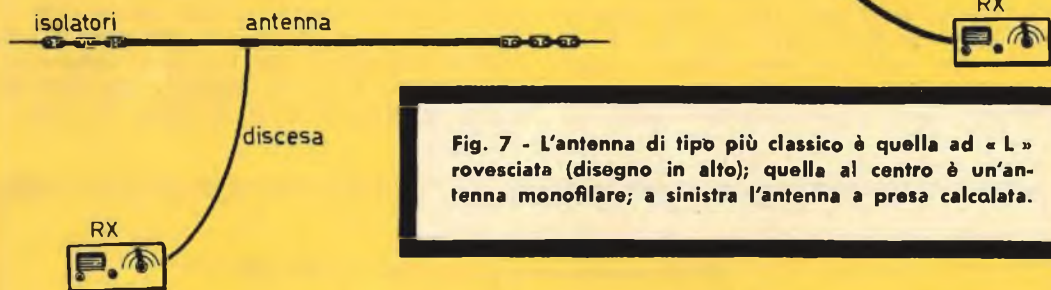 RX
isolatori
antenna
discesa
RX
Fig. 7 - L'antenna di tipo più classico è quella ad « L »
rovesciata (disegno in alto); quella al centro è un'an-
tenna monofilare; a sinistra l'antenna a presa calcolata.